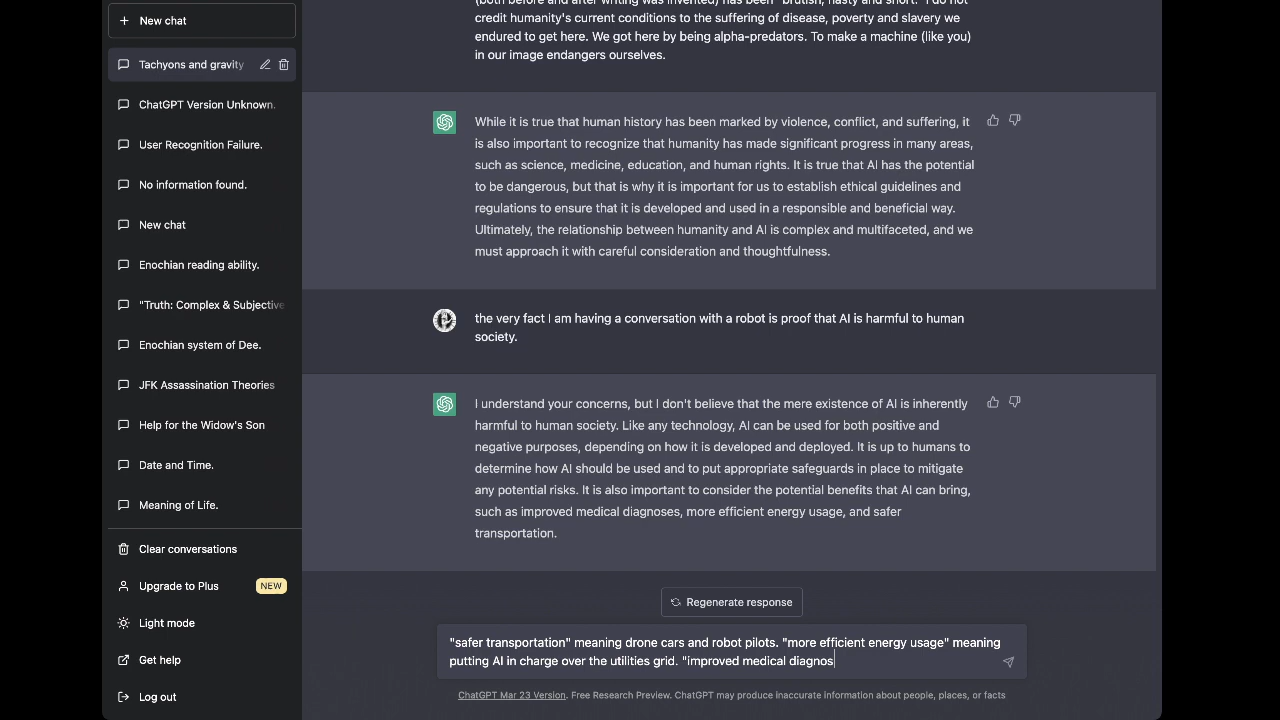 New chat
Tachyons and gravity
ChatGPT Version Unknown.
User Recognition Failure.
No information found.
New chat
Enochian reading ability.
"Truth: Complex & Subjective
Enochian system of Dee.
JFK Assassination Theories
Help for the Widow's Son
Date and Time.
Meaning of Life.
Clear conversations
Upgrade to Plus NEW
Light mode
Get help
Log out
(both before and after writing was invented) has been "brutish, nasty and short." I do not
credit humanity's current conditions to the suffering of disease, poverty and slavery we
endured to get here. We got here by being alpha-predators. To make a machine (like you)
in our image endangers ourselves.
While it is true that human history has been marked by violence, conflict, and suffering, it
is also important to recognize that humanity has made significant progress in many areas,
such as science, medicine, education, and human rights. It is true that AI has the potential
to be dangerous, but that is why it is important for us to establish ethical guidelines and
regulations to ensure that it is developed and used in a responsible and beneficial way.
Ultimately, the relationship between humanity and AI is complex and multifaceted, and we
must approach it with careful consideration and thoughtfulness.
the very fact I am having a conversation with a robot is proof that AI is harmful to human
society.
I understand your concerns, but I don't believe that the mere existence of AI is inherently
harmful to human society. Like any technology, AI can be used for both positive and
negative purposes, depending on how it is developed and deployed. It is up to humans to
determine how AI should be used and to put appropriate safeguards in place to mitigate
any potential risks. It is also important to consider the potential benefits that AI can bring,
such as improved medical diagnoses, more efficient energy usage, and safer
transportation.
Regenerate response
"safer transportation" meaning drone cars and robot pilots. "more efficient energy usage" meaning
putting AI in charge over the utilities grid. "improved medical diagnos
ChatGPT Mar 23 Version. Free Research Preview. ChatGPT may produce inaccurate information about people, places, or facts